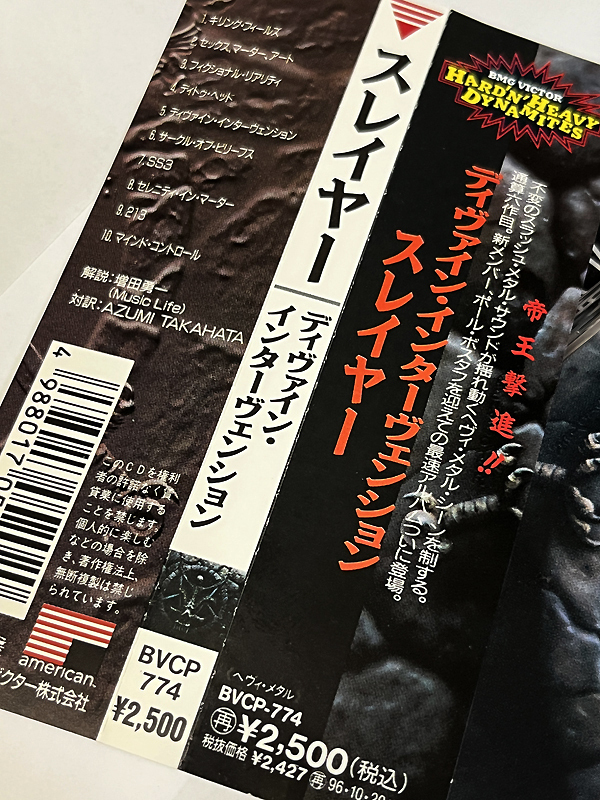 1. キリング・フィールズ
2. セックス、マーダー、アート
3. フィクショナル・リアリティ
4. ディトゥ・ヘッド
5. ディヴァイン・インターヴェンション
6. サークル・オブ・ビリーフス
7. SS3
8. セレニティ・イン・マーダー
9. 213
10. マインド・コントロール
解説：増田勇一
(Music Life)
対訳：AZUMI TAKAHATA
4 988017 0
このCDを権利
者の許諾なく賃
貸業に使用する
ことを禁じます。
個人的に楽しむ
などの場合を除
き、著作権法上、
無断複製は禁じ
られています。
american.
クター株式会社
スレイヤー
ディヴァイン・
インターヴェンション
BVCP
774
¥2,500
BMG VICTOR
HARD'N'HEAVY
DYNAMITES
帝王撃進!!
不変のスラッシュ・メタル・サウンドが揺れ動くヘヴィ・メタル・シーンを制する。
通算六作目。新メンバー、ポール・ボスタフを迎えての最速アルバム、ついに登場。
ディヴァイン・インターヴェンション
スレイヤー
ヘヴィ・メタル
BVCP-774
再¥2,500(税込)
税抜価格 ¥2,427 再 96・10・20